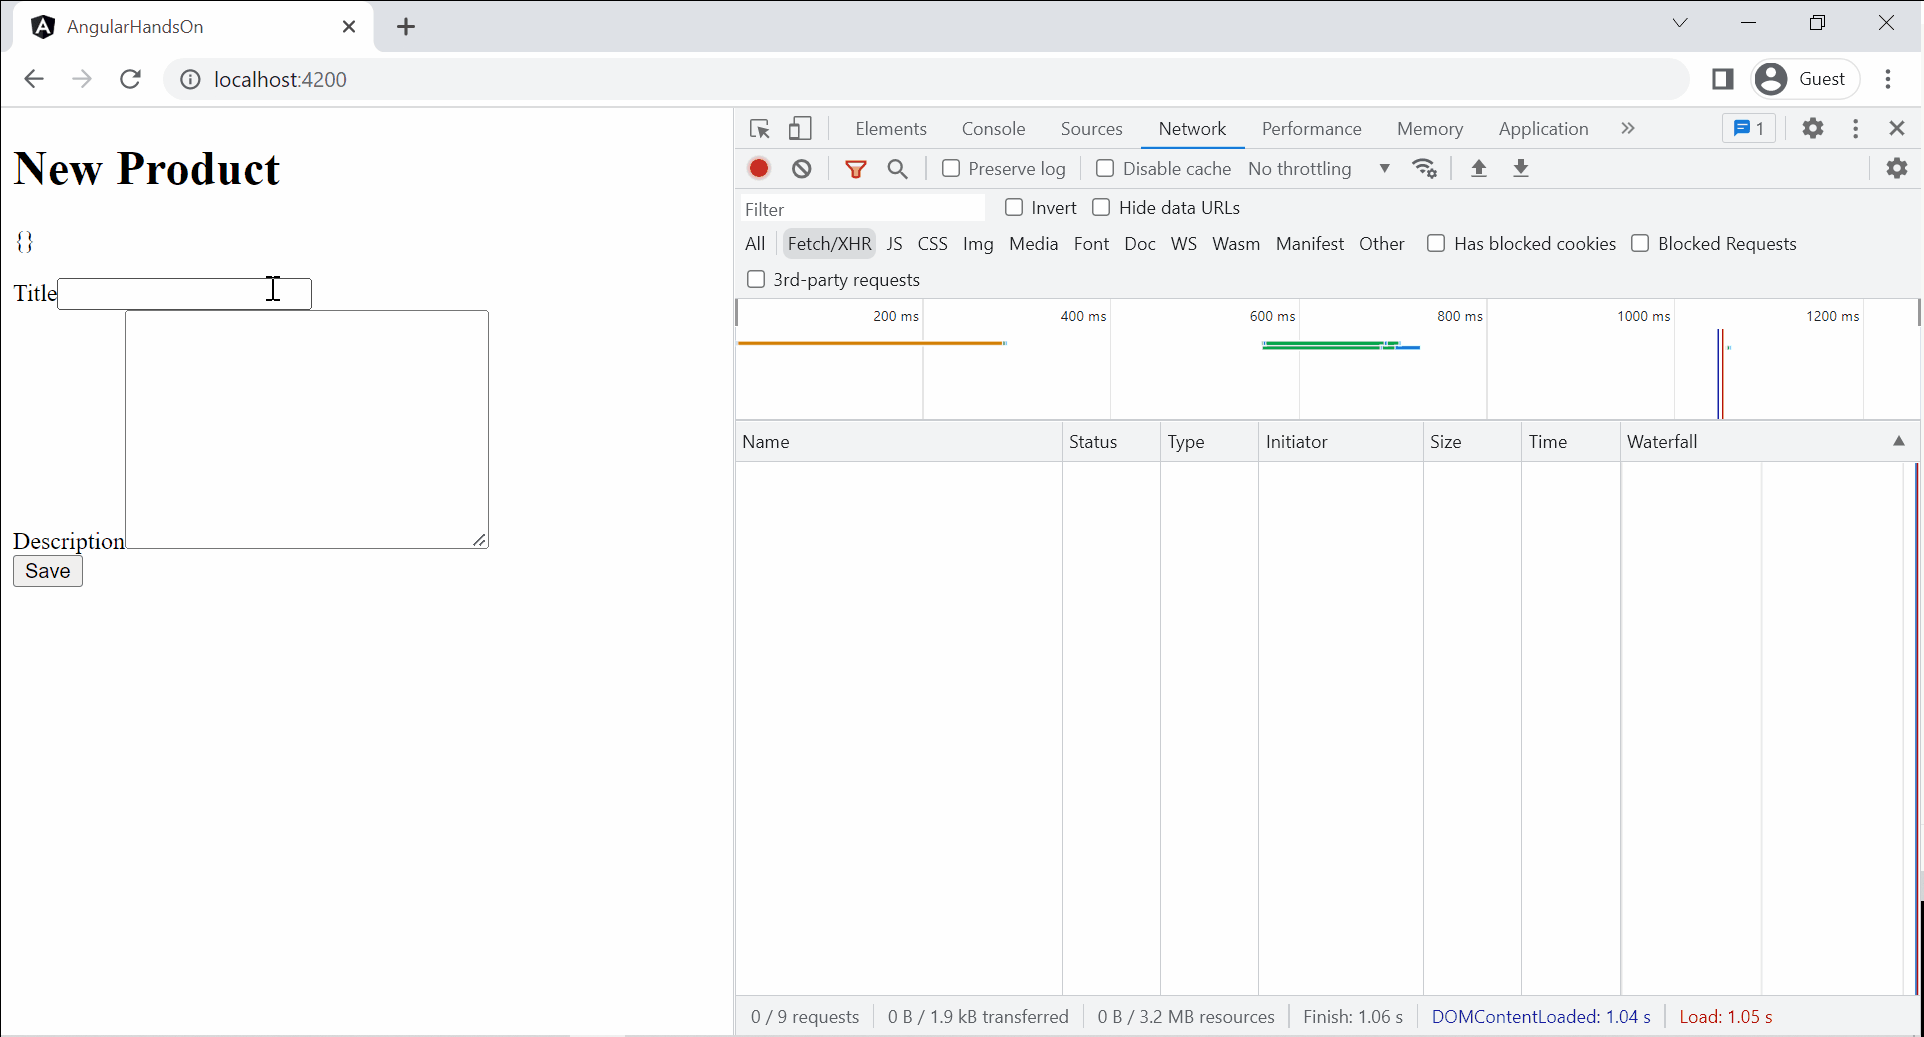 AngularHandsOn
localhost:4200
Guest
New Product
{}
Title
Description
Save
Elements Console Sources Network Performance Memory Application » 1
Preserve log Disable cache No throttling
Filter Invert Hide data URLs
All Fetch/XHR JS CSS Img Media Font Doc WS Wasm Manifest Other Has blocked cookies Blocked Requests
3rd-party requests
200 ms 400 ms 600 ms 800 ms 1000 ms 1200 ms
Name Status Type Initiator Size Time Waterfall
0 / 9 requests 0 B / 1.9 kB transferred 0 B / 3.2 MB resources Finish: 1.06 s DOMContentLoaded: 1.04 s Load: 1.05 s